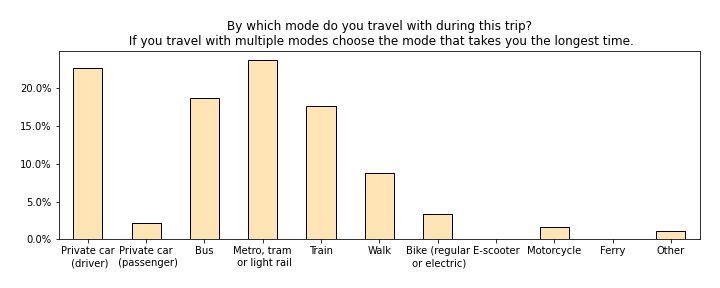 By which mode do you travel with during this trip?
If you travel with multiple modes choose the mode that takes you the longest time.
20.0%
15.0%
10.0%
5.0%
0.0%
Private car
(driver)
Private car
(passenger)
Bus
Metro, tram
or light rail
Train
Walk
Bike (regular
or electric)
E-scooter
Motorcycle
Ferry
Other